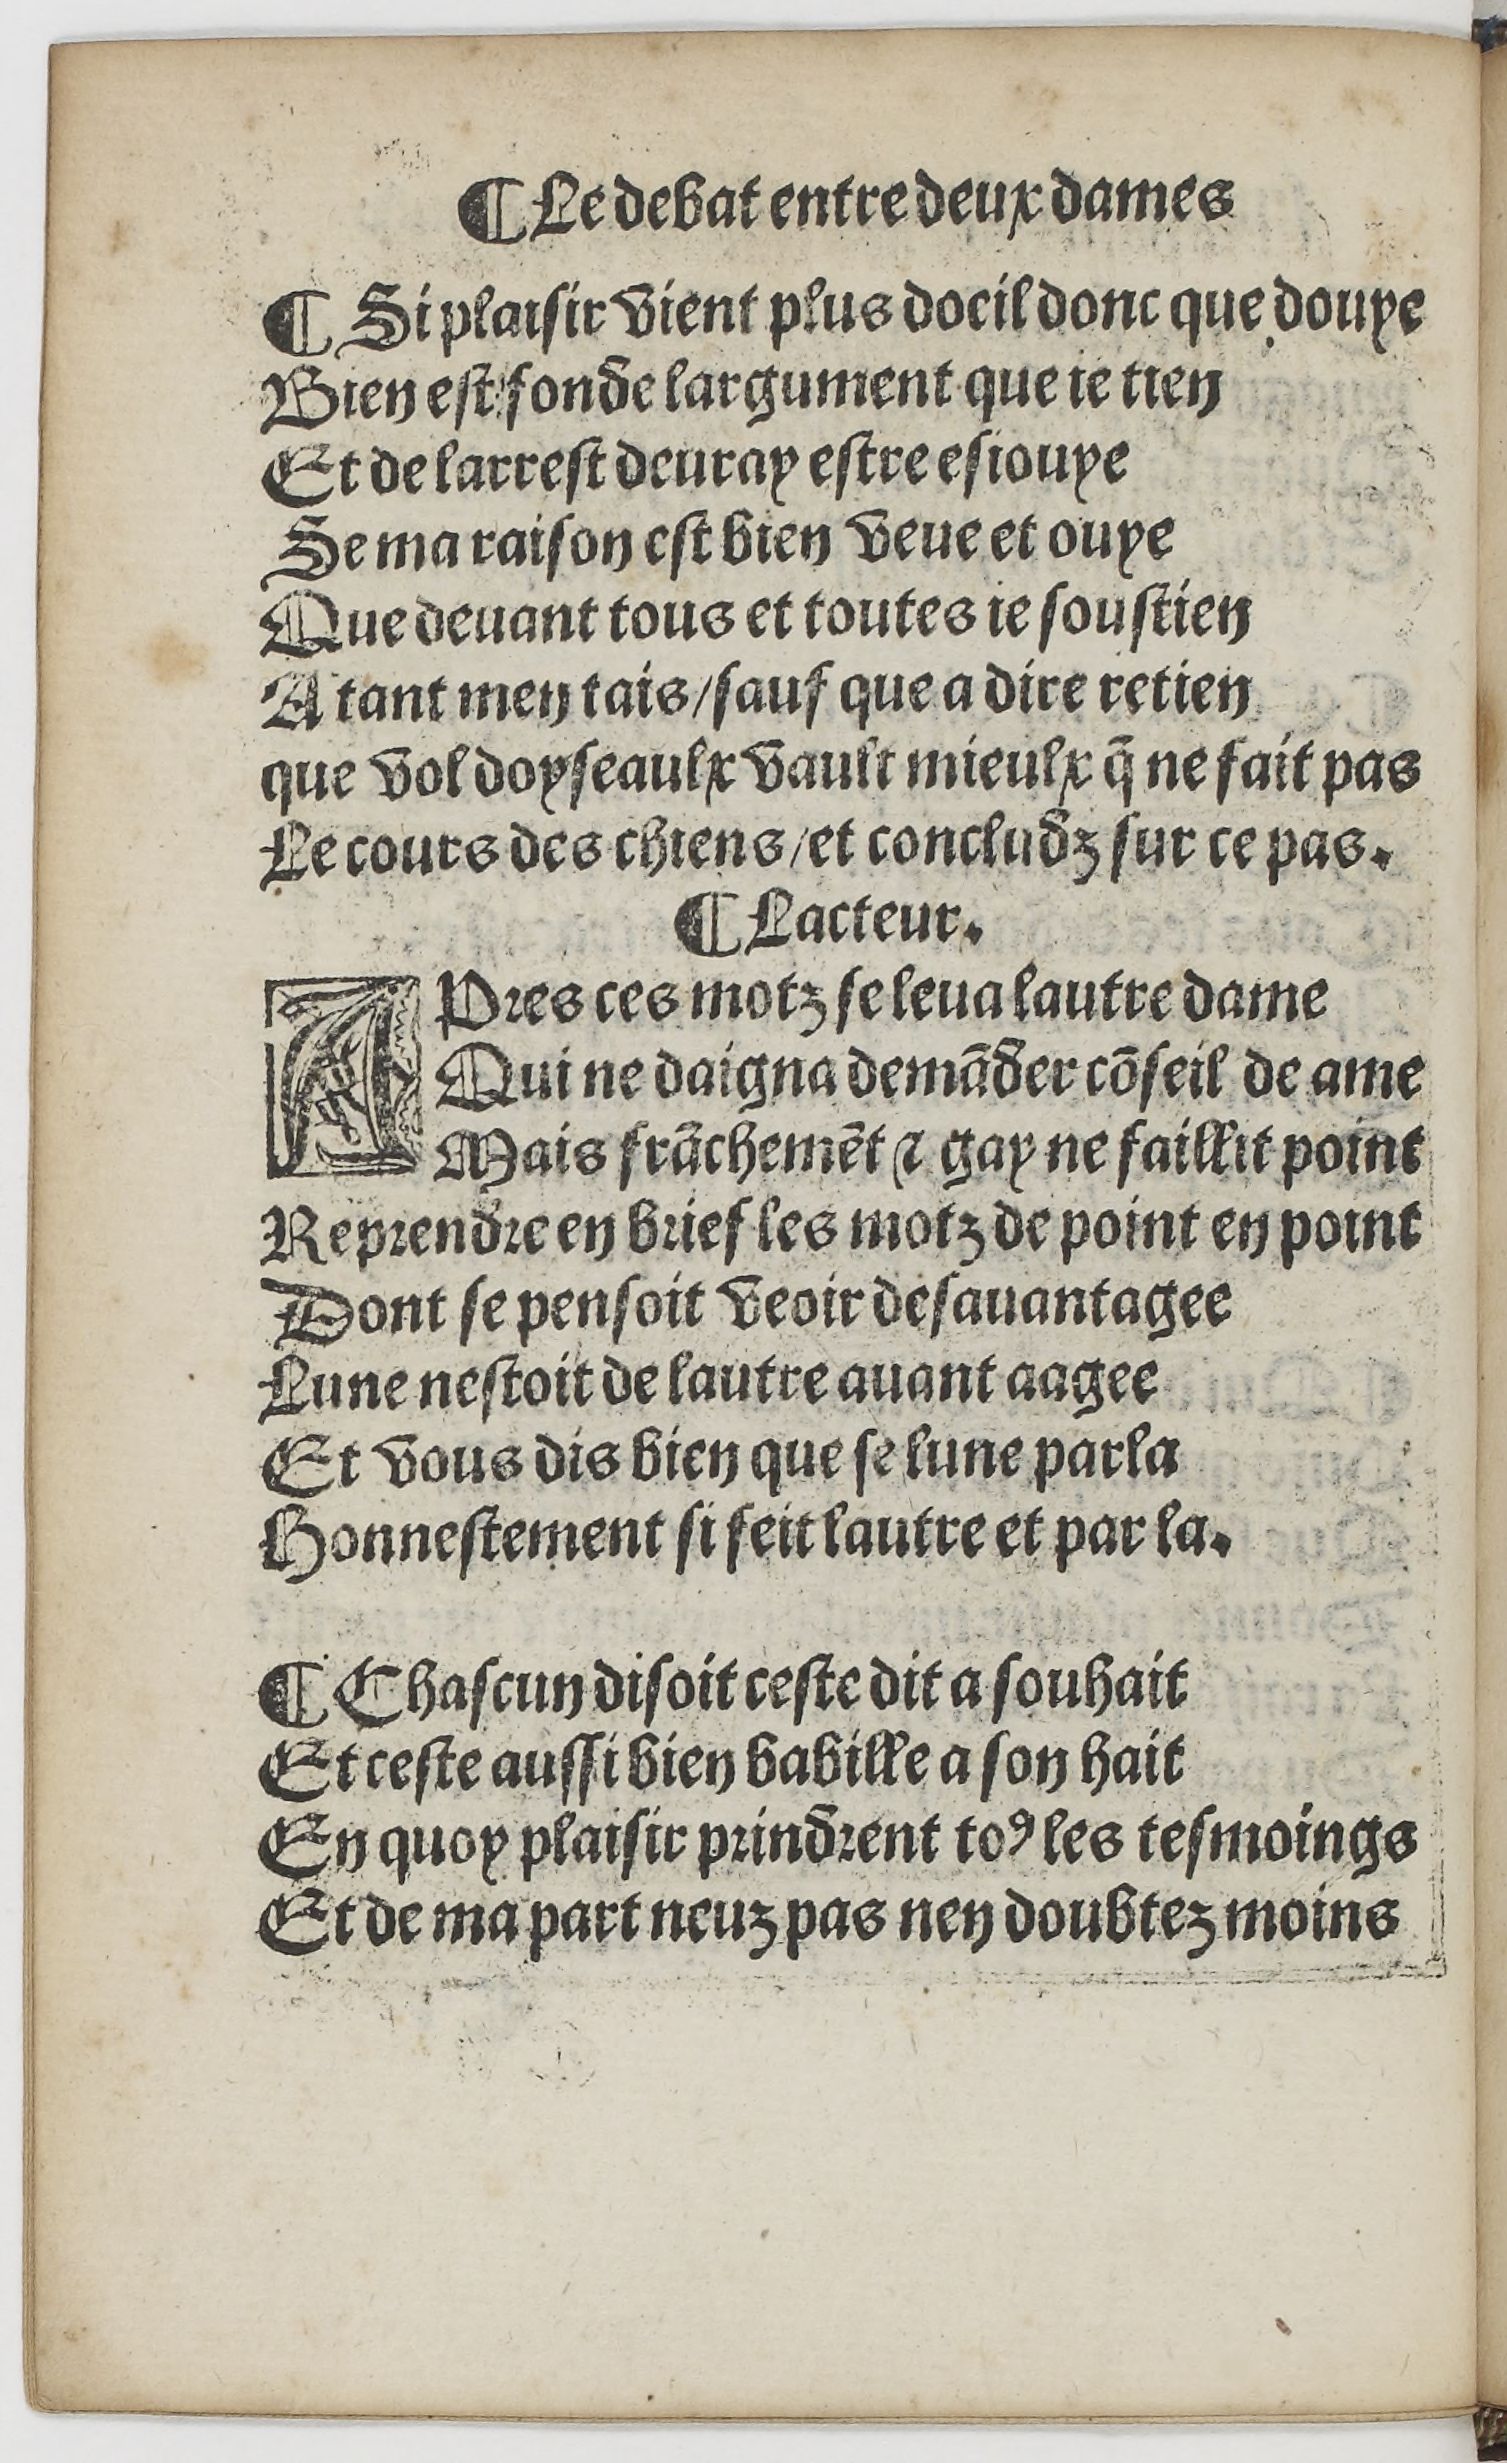 ¶ Le debat entre deux dames
¶ Si plaisir vient plus docil donc que douye
Bien est fonde largument que ie tien
Et de larrest deuray estre esiouye
Se ma raison est bien veue et ouye
Que deuant tous et toutes ie soustien
A tant men tais / sauf que a dire retien
que vol doyseaulx vault mieulx q̄ ne fait pas
Le cours des chiens / et concludz sur ce pas.
¶ Lacteur.
APres ces motz se leua lautre dame
Qui ne daigna demāder cōseil de ame
Mais frāchemēt ⁊ gay ne faillit point
Reprendre en brief les motz de point en point
Dont se pensoit veoir desauantagee
Lune nestoit de lautre auant aagee
Et vous dis bien que se lune parla
Honnestement si feit lautre et par la.
¶ Chascun disoit ceste dit a souhait
Et ceste aussi bien babille a son hait
En quoy plaisir prindrent toꝰ les tesmoings
Et de ma part neuz pas nen doubtez moins